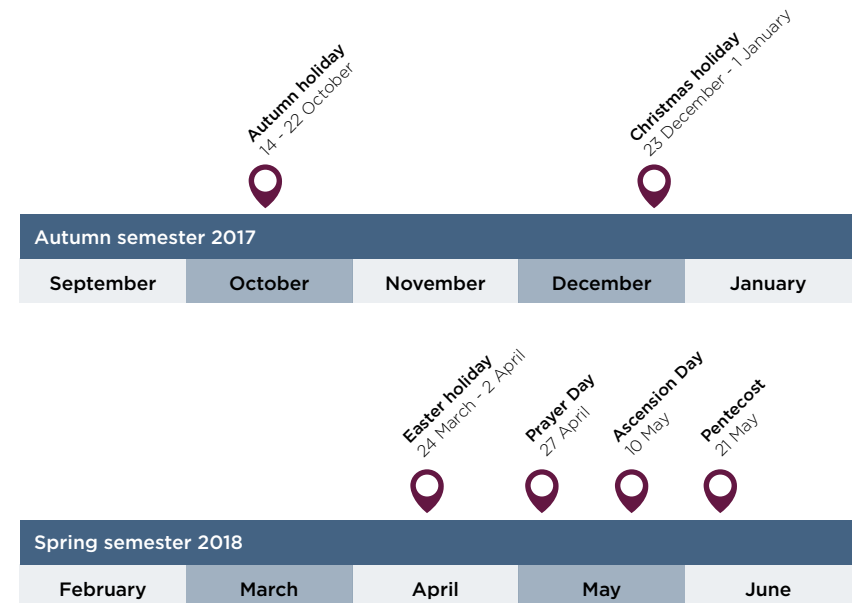 Autumn holiday
14 - 22 October
Christmas holiday
23 December - 1 January
Autumn semester 2017
September
October
November
December
January
Easter holiday
24 March - 2 April
Prayer Day
27 April
Ascension Day
10 May
Pentecost
21 May
Spring semester 2018
February
March
April
May
June